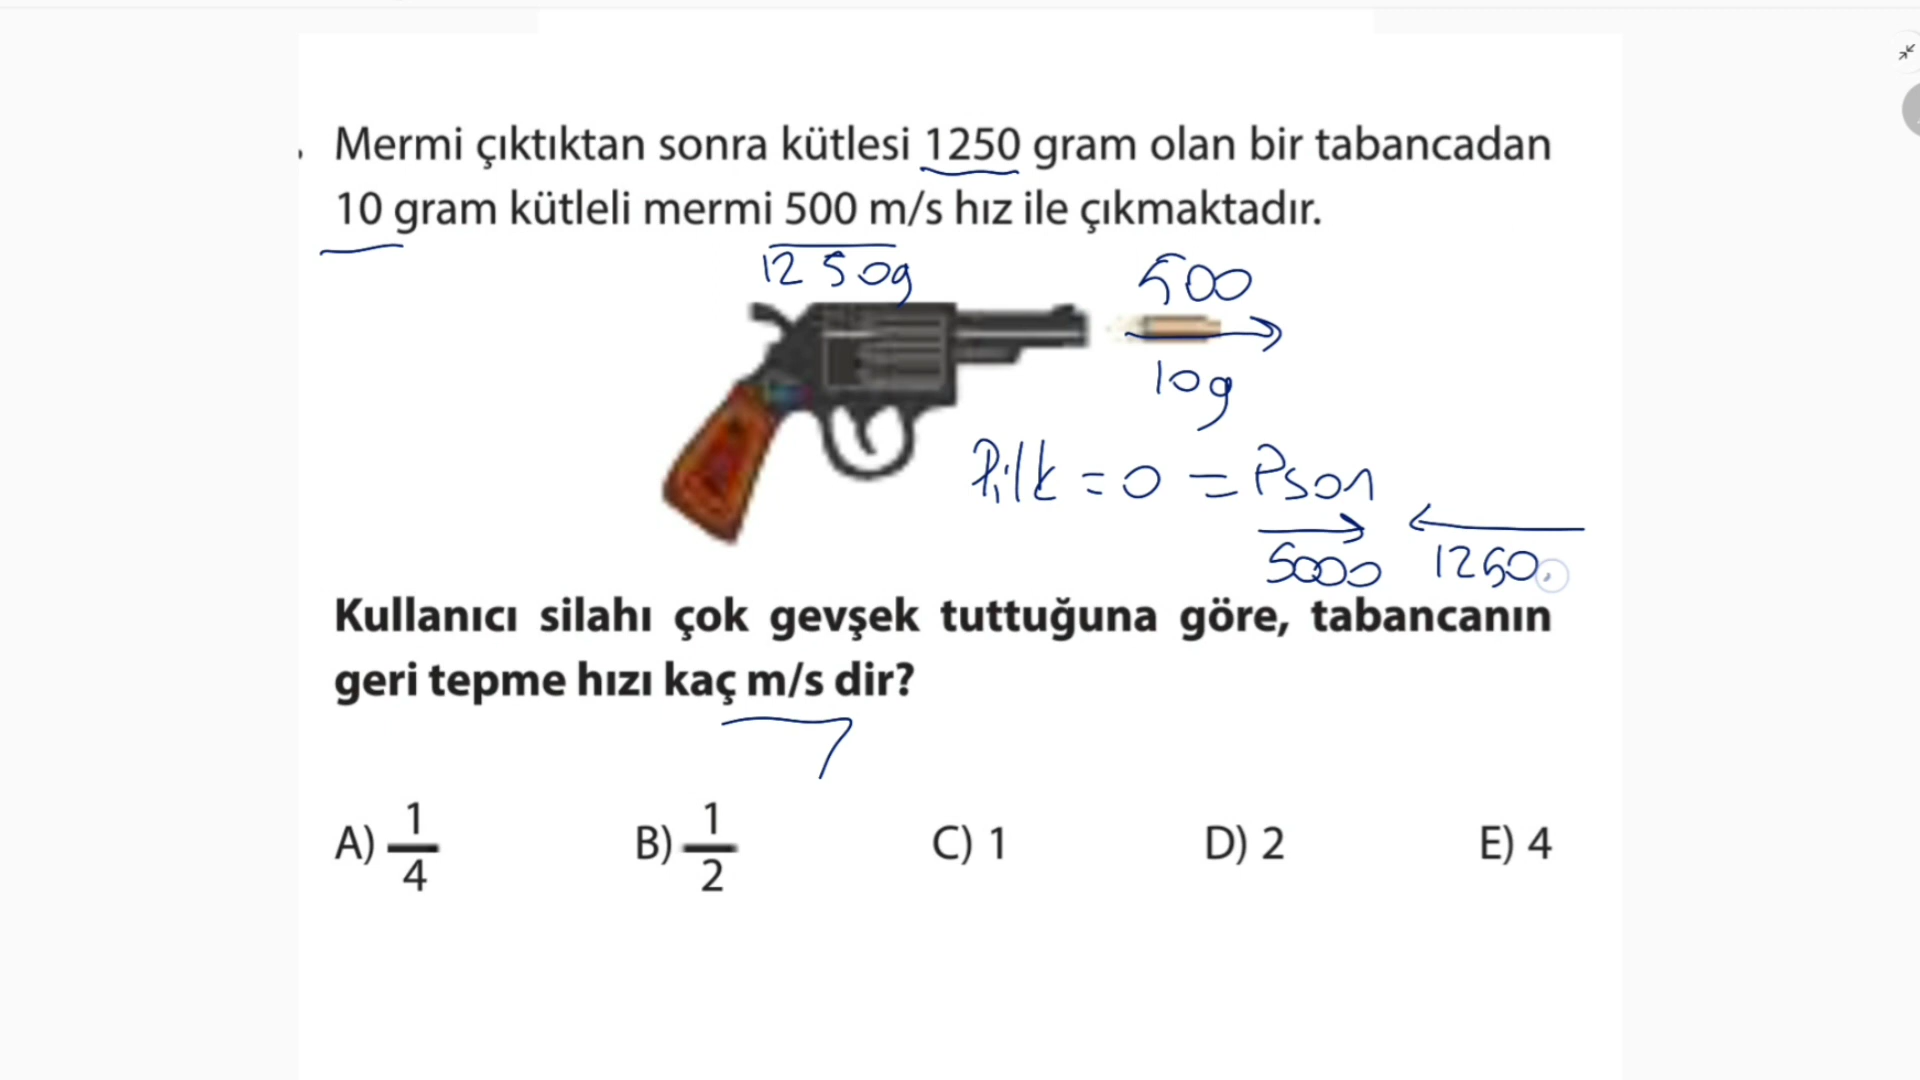 Mermi çıktıktan sonra kütlesi 1250 gram olan bir tabancadan
10 gram kütleli mermi 500 m/s hız ile çıkmaktadır.
1250g
500
10g
Pilk = 0 = Pson
5000 1250.
Kullanıcı silahı çok gevşek tuttuğuna göre, tabancanın
geri tepme hızı kaç m/s dir?
A) 1/4 B) 1/2 C) 1 D) 2 E) 4